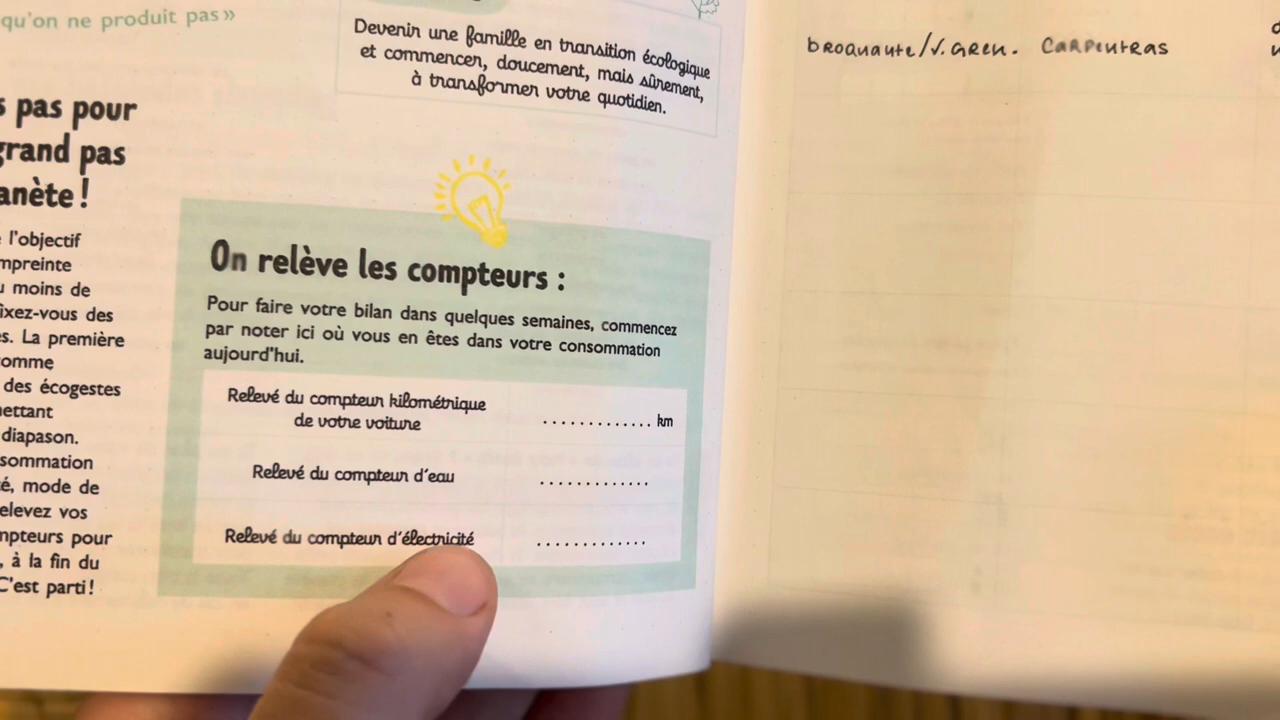 qu'on ne produit pas»
s pas pour
grand pas
anète !
l'objectif
mpreinte
u moins de
ixez-vous des
s. La première
omme
des écogestes
ettant
diapason.
sommation
é, mode de
elevez vos
mpteurs pour
, à la fin du
C'est parti !
Devenir une famille en transition écologique
et commencer, doucement, mais sûrement,
à transformer votre quotidien.
On relève les compteurs :
Pour faire votre bilan dans quelques semaines, commencez
par noter ici où vous en êtes dans votre consommation
aujourd'hui.
Relevé du compteur kilométrique
de votre voiture ............. km
Relevé du compteur d'eau .............
Relevé du compteur d'électricité .............
broquante/V. Gren. Carpentras